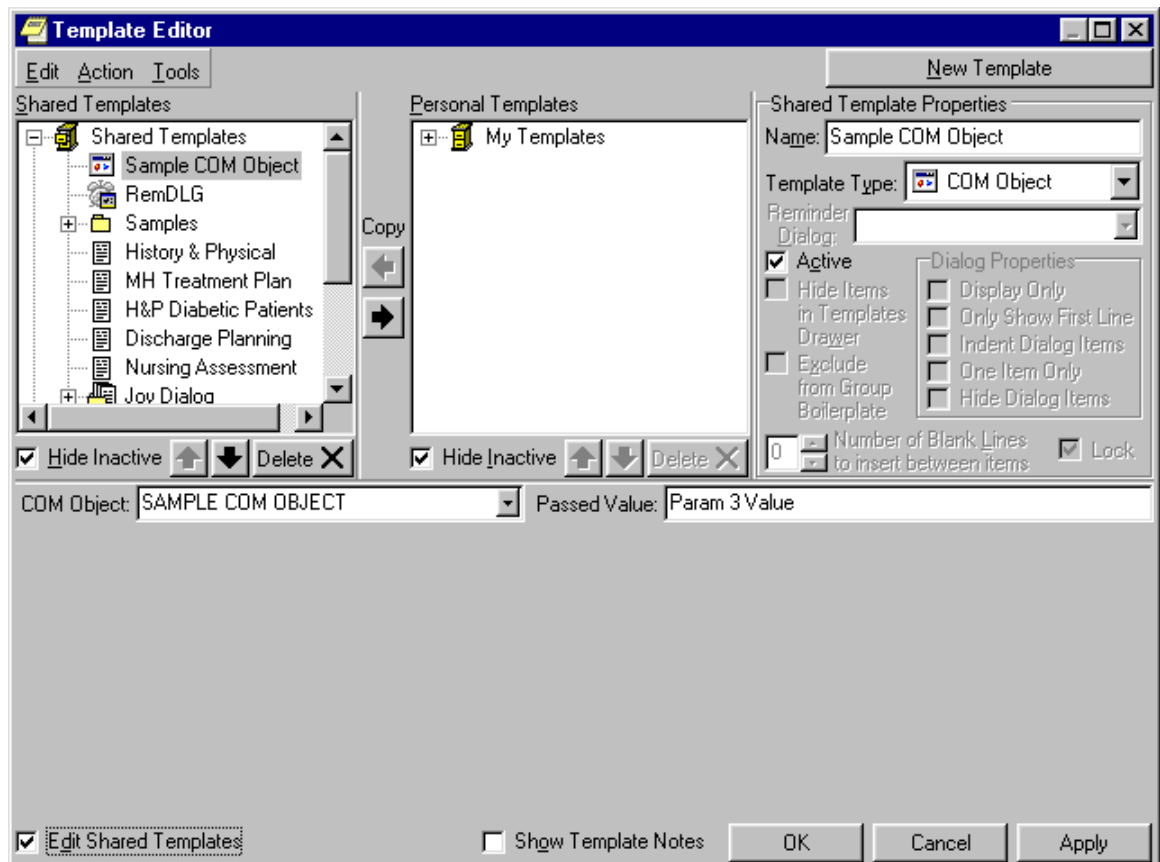 Template Editor
Edit Action Tools
New Template
Shared Templates
Shared Templates
Sample COM Object
RemDLG
Samples
History & Physical
MH Treatment Plan
H&P Diabetic Patients
Discharge Planning
Nursing Assessment
Joy Dialog
Hide Inactive
Delete
Copy
Personal Templates
My Templates
Hide Inactive
Delete
Shared Template Properties
Name: Sample COM Object
Template Type: COM Object
Reminder
Dialog:
Active
Hide Items
in Templates
Drawer
Exclude
from Group
Boilerplate
Dialog Properties
Display Only
Only Show First Line
Indent Dialog Items
One Item Only
Hide Dialog Items
0 Number of Blank Lines
to insert between items
Lock
COM Object: SAMPLE COM OBJECT Passed Value: Param 3 Value
Edit Shared Templates Show Template Notes OK Cancel Apply